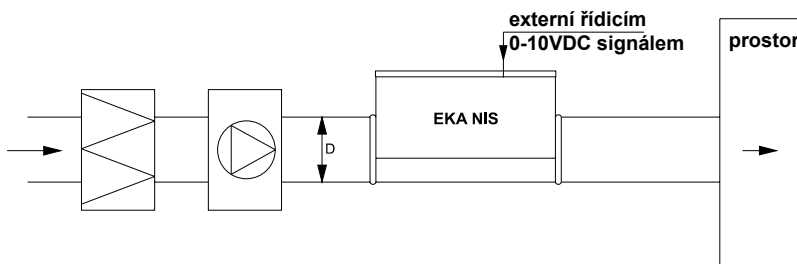 externí řídicím
0-10VDC signálem
prostor
EKA NIS
D